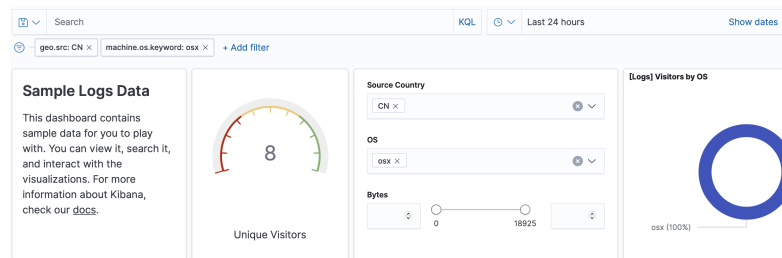 Search
KQL
Last 24 hours
Show dates
geo.src: CN ×
machine.os.keyword: osx ×
+ Add filter
Sample Logs Data
This dashboard contains
sample data for you to play
with. You can view it, search it,
and interact with the
visualizations. For more
information about Kibana,
check our docs.
8
Unique Visitors
Source Country
CN ×
OS
osx ×
Bytes
0
18925
[Logs] Visitors by OS
osx (100%)